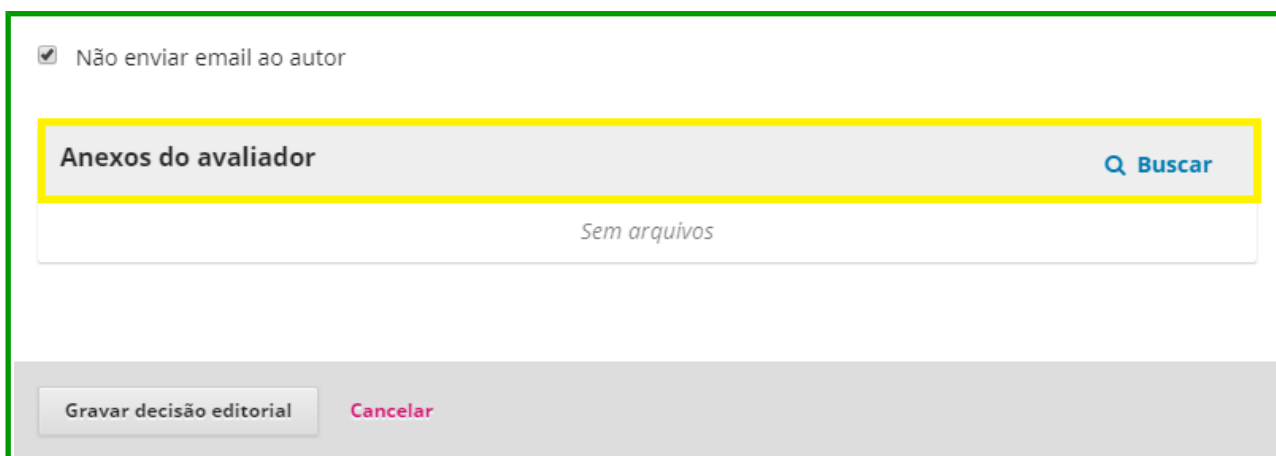 Não enviar email ao autor
Anexos do avaliador
Buscar
Sem arquivos
Gravar decisão editorial
Cancelar